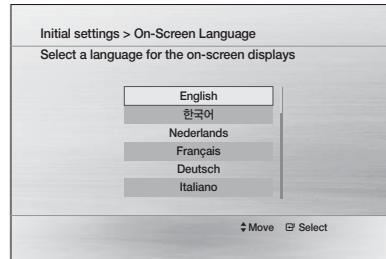 Initial settings > On-Screen Language
Select a language for the on-screen displays
English
한국어
Nederlands
Français
Deutsch
Italiano
Move Select